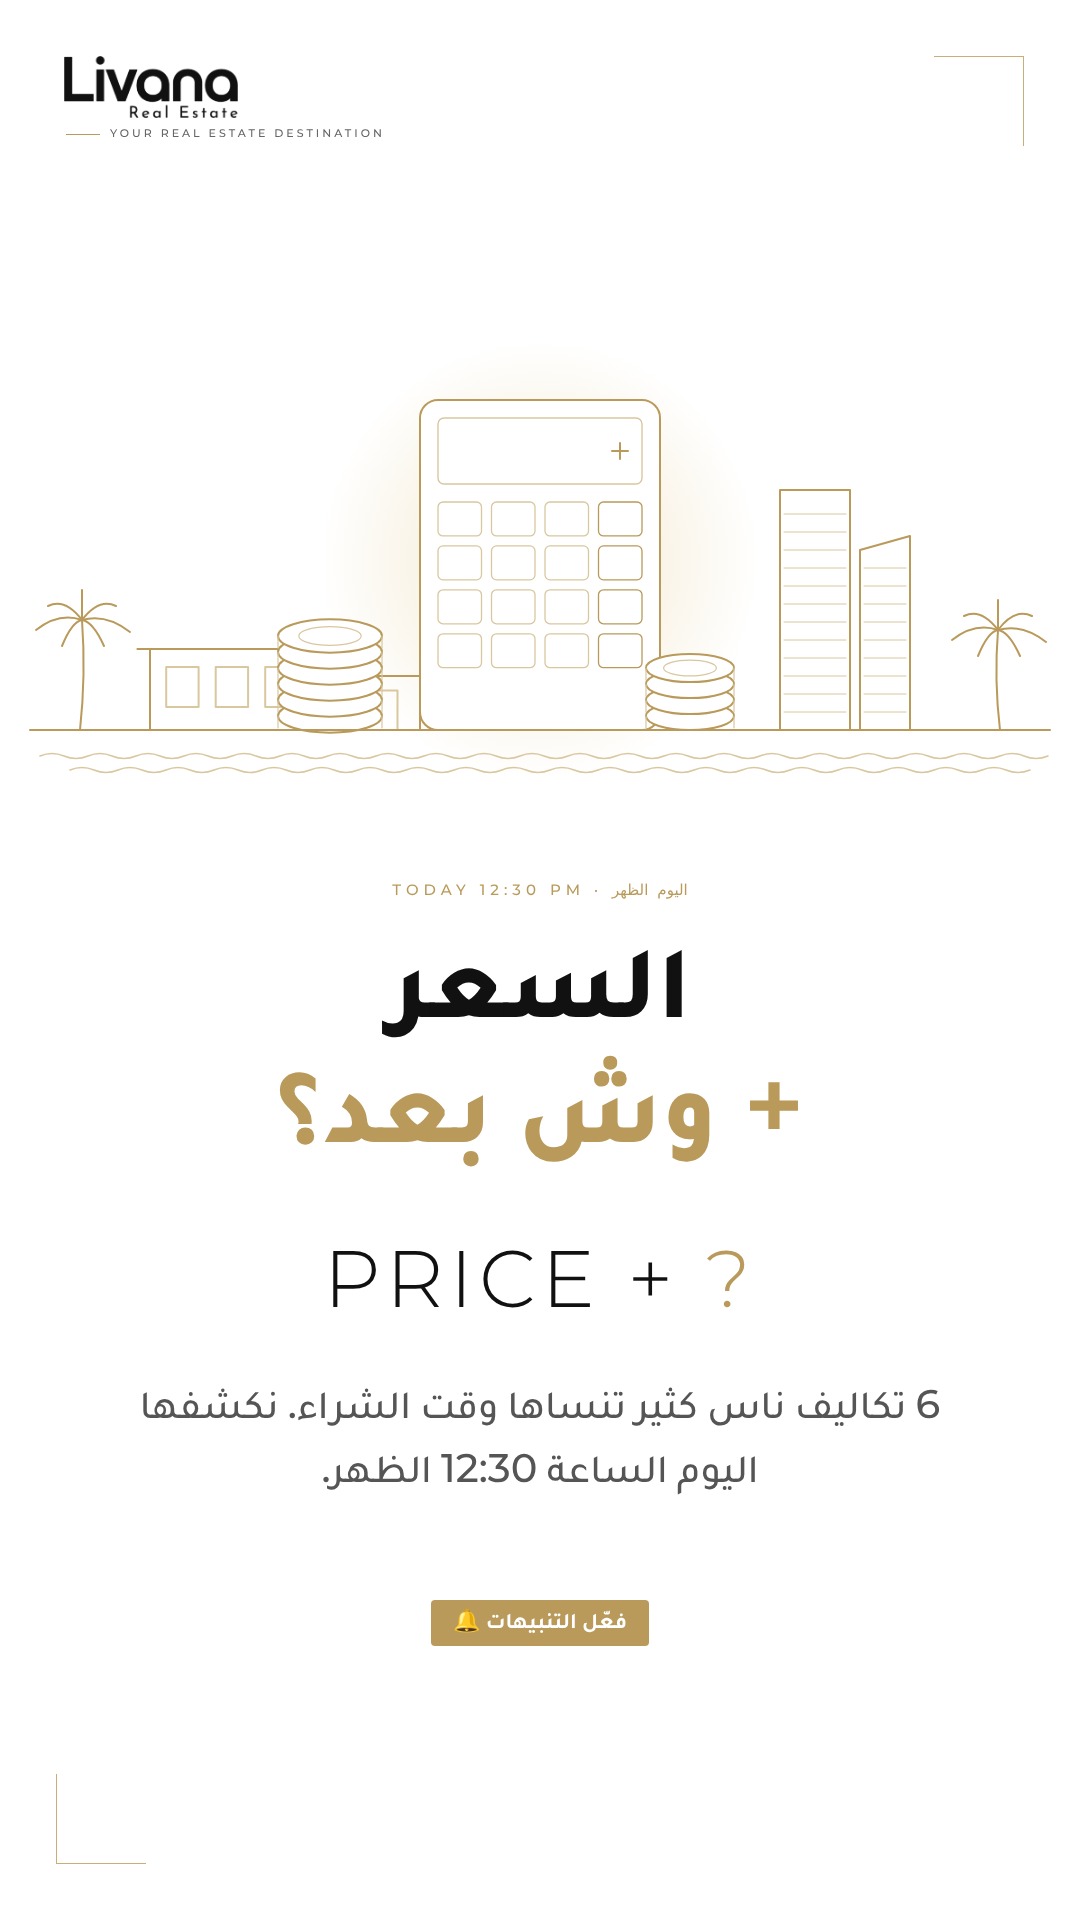 Livana
Real Estate
YOUR REAL ESTATE DESTINATION
+
TODAY 12:30 PM · اليوم الظهر
السعر
+ وش بعد؟
PRICE + ?
6 تكاليف ناس كثير تنساها وقت الشراء. نكشفها
اليوم الساعة 12:30 الظهر.
فعّل التنبيهات 🔔